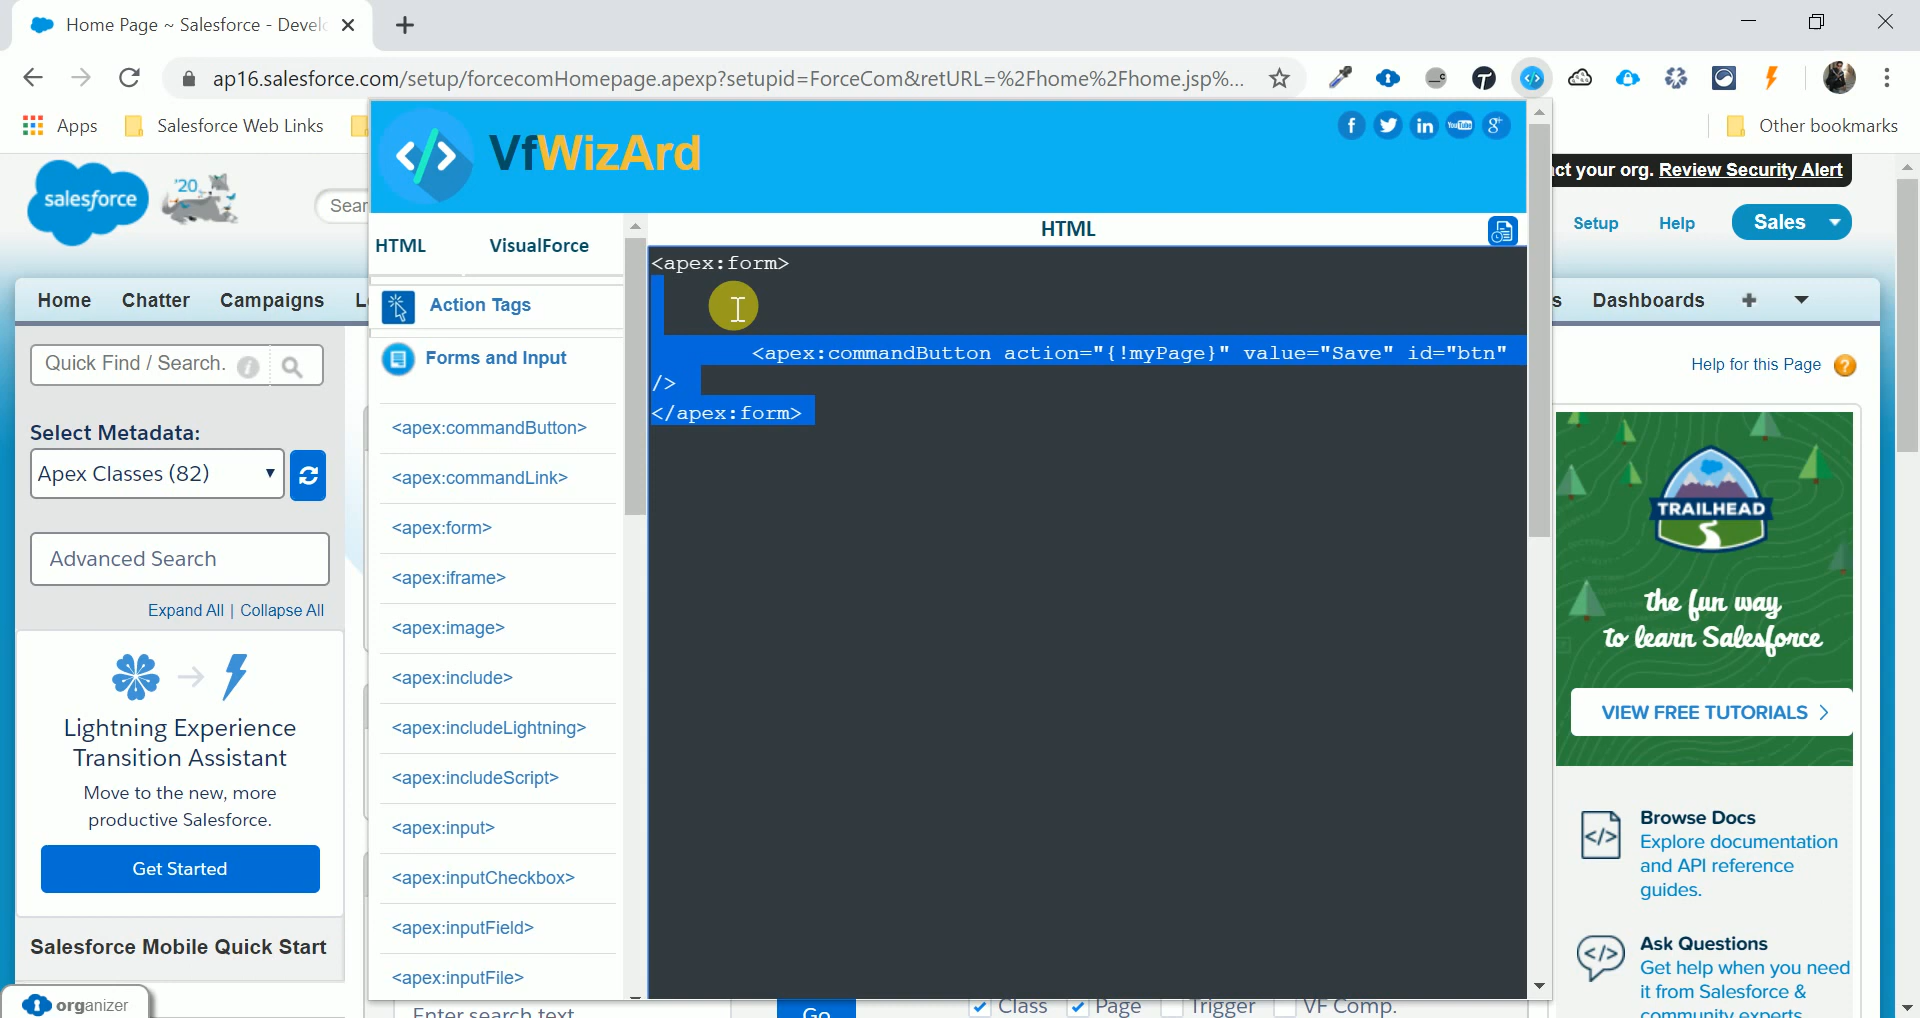 Home Page ~ Salesforce - Devel
ap16.salesforce.com/setup/forcecomHomepage.apexp?setupid=ForceCom&retURL=%2Fhome%2Fhome.jsp%...
Apps
Salesforce Web Links
Other bookmarks
salesforce
'20
Sear
VfWizArd
f
in
You Tube
g+
ct your org. Review Security Alert
Setup
Help
Sales
HTML
VisualForce
HTML
Home
Chatter
Campaigns
L
s
Dashboards
Action Tags
Forms and Input
<apex:commandButton>
<apex:commandLink>
<apex:form>
<apex:iframe>
<apex:image>
<apex:include>
<apex:includeLightning>
<apex:includeScript>
<apex:input>
<apex:inputCheckbox>
<apex:inputField>
<apex:inputFile>
<apex:form>
<apex:commandButton action="{!myPage}" value="Save" id="btn"
/>
</apex:form>
Quick Find / Search.
Select Metadata:
Apex Classes (82)
Advanced Search
Expand All | Collapse All
Lightning Experience
Transition Assistant
Move to the new, more
productive Salesforce.
Get Started
Salesforce Mobile Quick Start
organizer
Enter search text
Go
Class
Page
Trigger
VF Comp.
Help for this Page
TRAILHEAD
the fun way
to learn Salesforce
VIEW FREE TUTORIALS
Browse Docs
Explore documentation
and API reference
guides.
Ask Questions
Get help when you need
it from Salesforce &
community experts